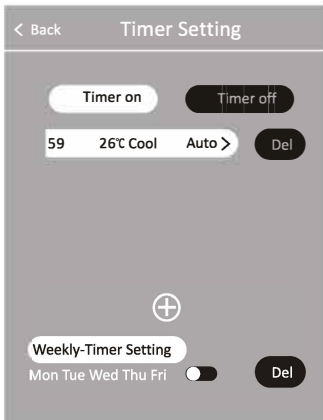 < Back Timer Setting
Timer on Timer off
59 26℃ Cool Auto > Del
Weekly-Timer Setting
Mon Tue Wed Thu Fri Del